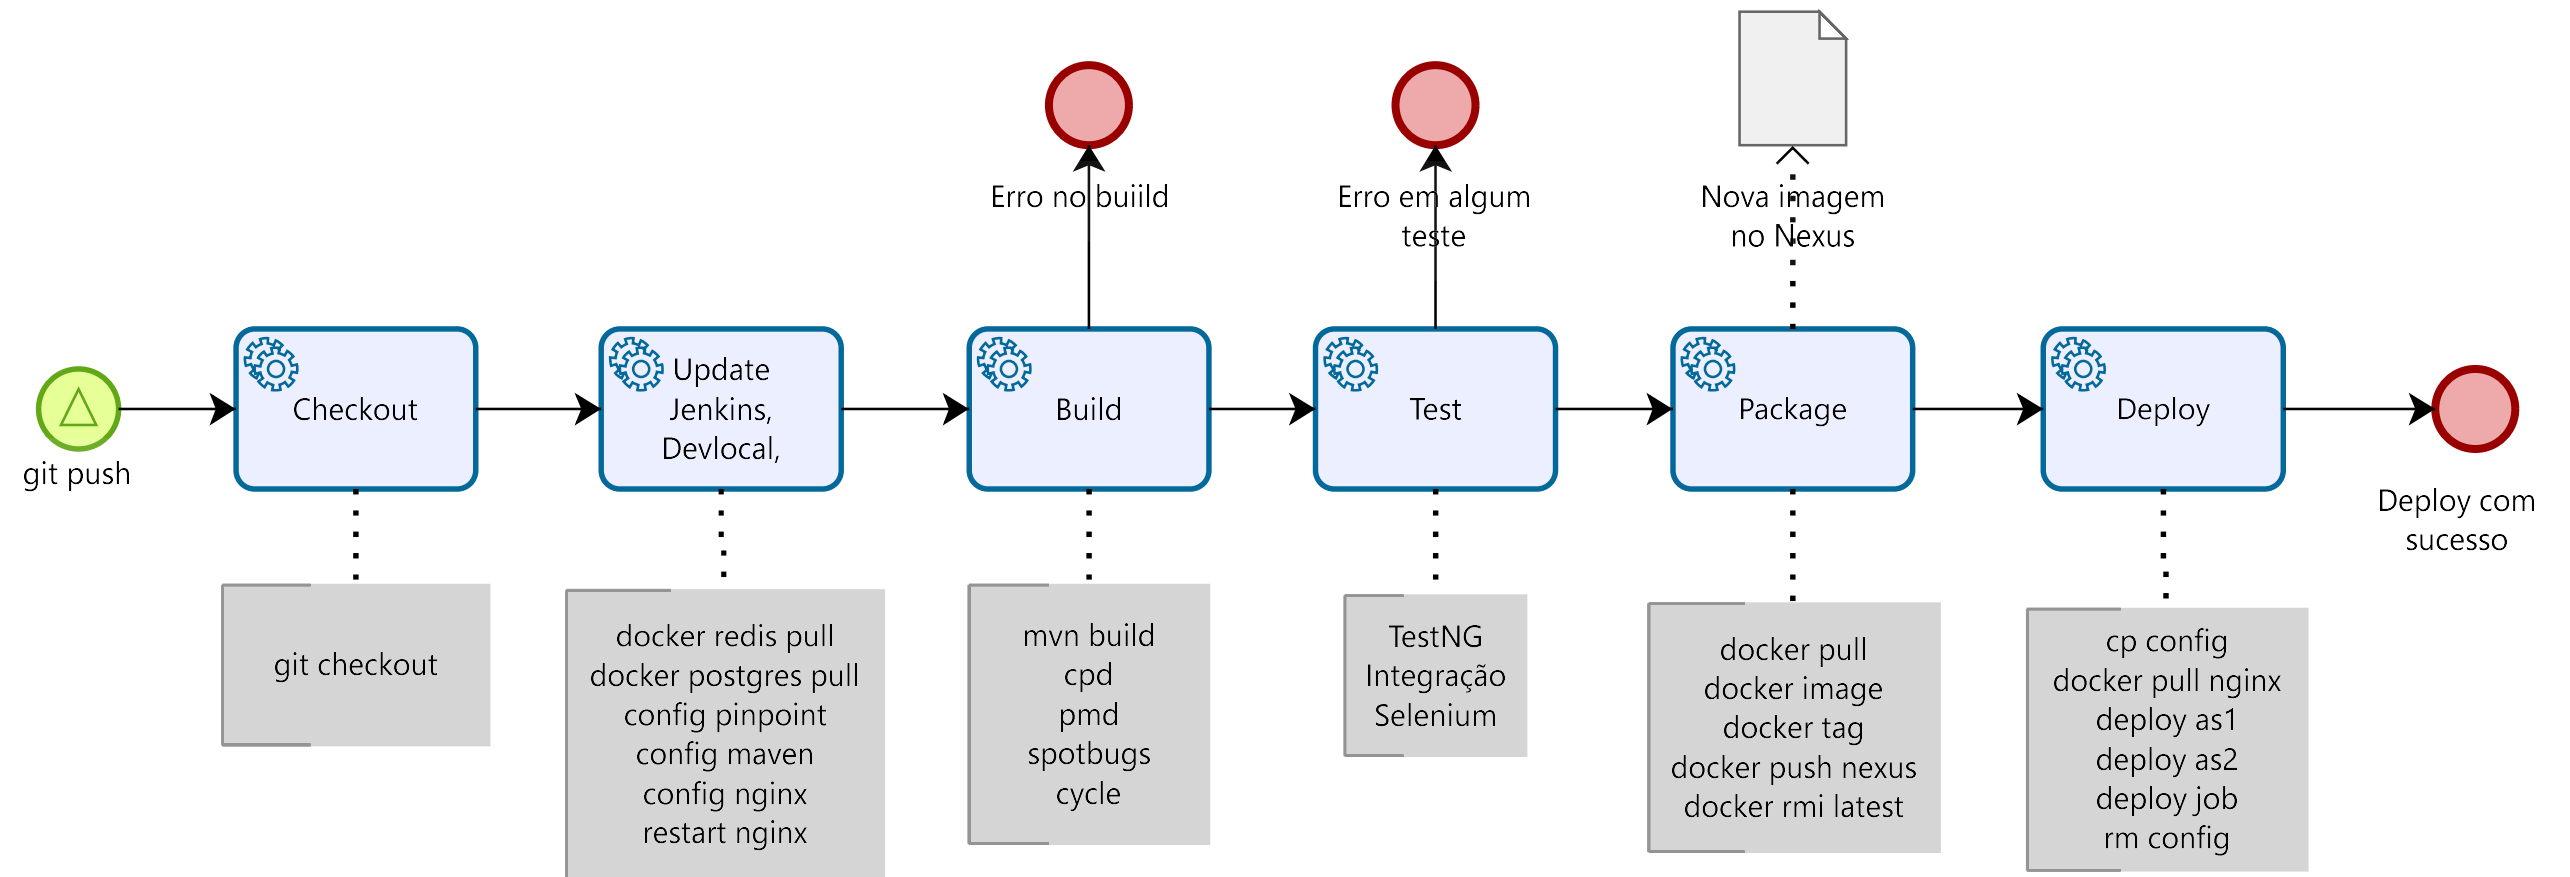 Erro no buiild
Erro em algum
teste
Nova imagem
no Nexus
git push
Checkout
Update
Jenkins,
Devlocal,
Build
Test
Package
Deploy
Deploy com
sucesso
git checkout
docker redis pull
docker postgres pull
config pinpoint
config maven
config nginx
restart nginx
mvn build
cpd
pmd
spotbugs
cycle
TestNG
Integração
Selenium
docker pull
docker image
docker tag
docker push nexus
docker rmi latest
cp config
docker pull nginx
deploy as1
deploy as2
deploy job
rm config